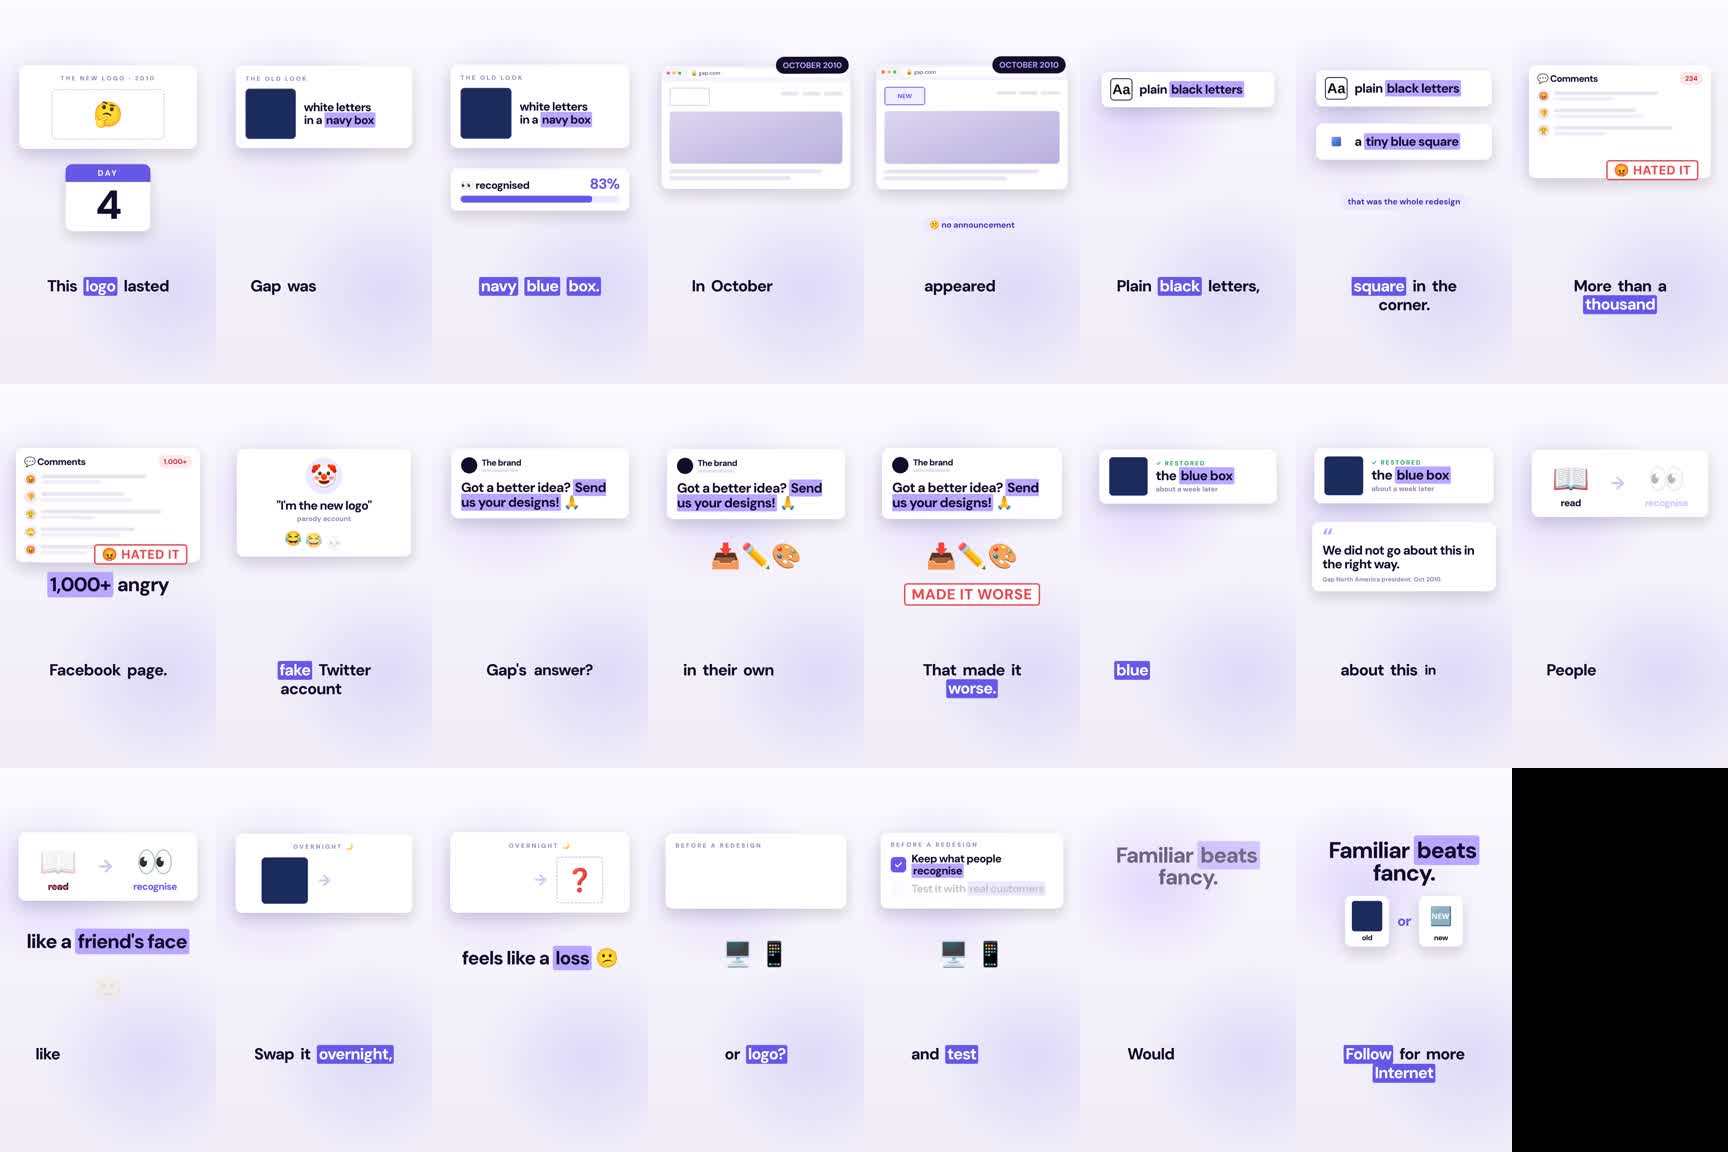 THE NEW LOGO - 2010
DAY
4
This logo lasted
THE OLD LOOK
white letters
in a navy box
Gap was
THE OLD LOOK
white letters
in a navy box
👀 recognised 83%
navy blue box.
OCTOBER 2010
gap.com
In October
OCTOBER 2010
gap.com
NEW
no announcement
appeared
Aa plain black letters
Plain black letters,
Aa plain black letters
a tiny blue square
that was the whole redesign
square in the
corner.
Comments 234
HATED IT
More than a
thousand
Comments 1,000+
HATED IT
1,000+ angry
Facebook page.
"I'm the new logo"
parody account
fake Twitter
account
The brand
Got a better idea? Send
us your designs! 🙏
Gap's answer?
The brand
Got a better idea? Send
us your designs! 🙏
in their own
The brand
Got a better idea? Send
us your designs! 🙏
MADE IT WORSE
That made it
worse.
✓ RESTORED
the blue box
about a week later
blue
✓ RESTORED
the blue box
about a week later
We did not go about this in
the right way.
Gap North America president, Oct 2010
about this in
read → recognise
People
read → recognise
like a friend's face
like
OVERNIGHT 🌙
Swap it overnight,
OVERNIGHT 🌙
feels like a loss 😕
BEFORE A REDESIGN
or logo?
BEFORE A REDESIGN
Keep what people
recognise
Test it with real customers
and test
Familiar beats
fancy.
Would
Familiar beats
fancy.
NEW
old or new
Follow for more
Internet